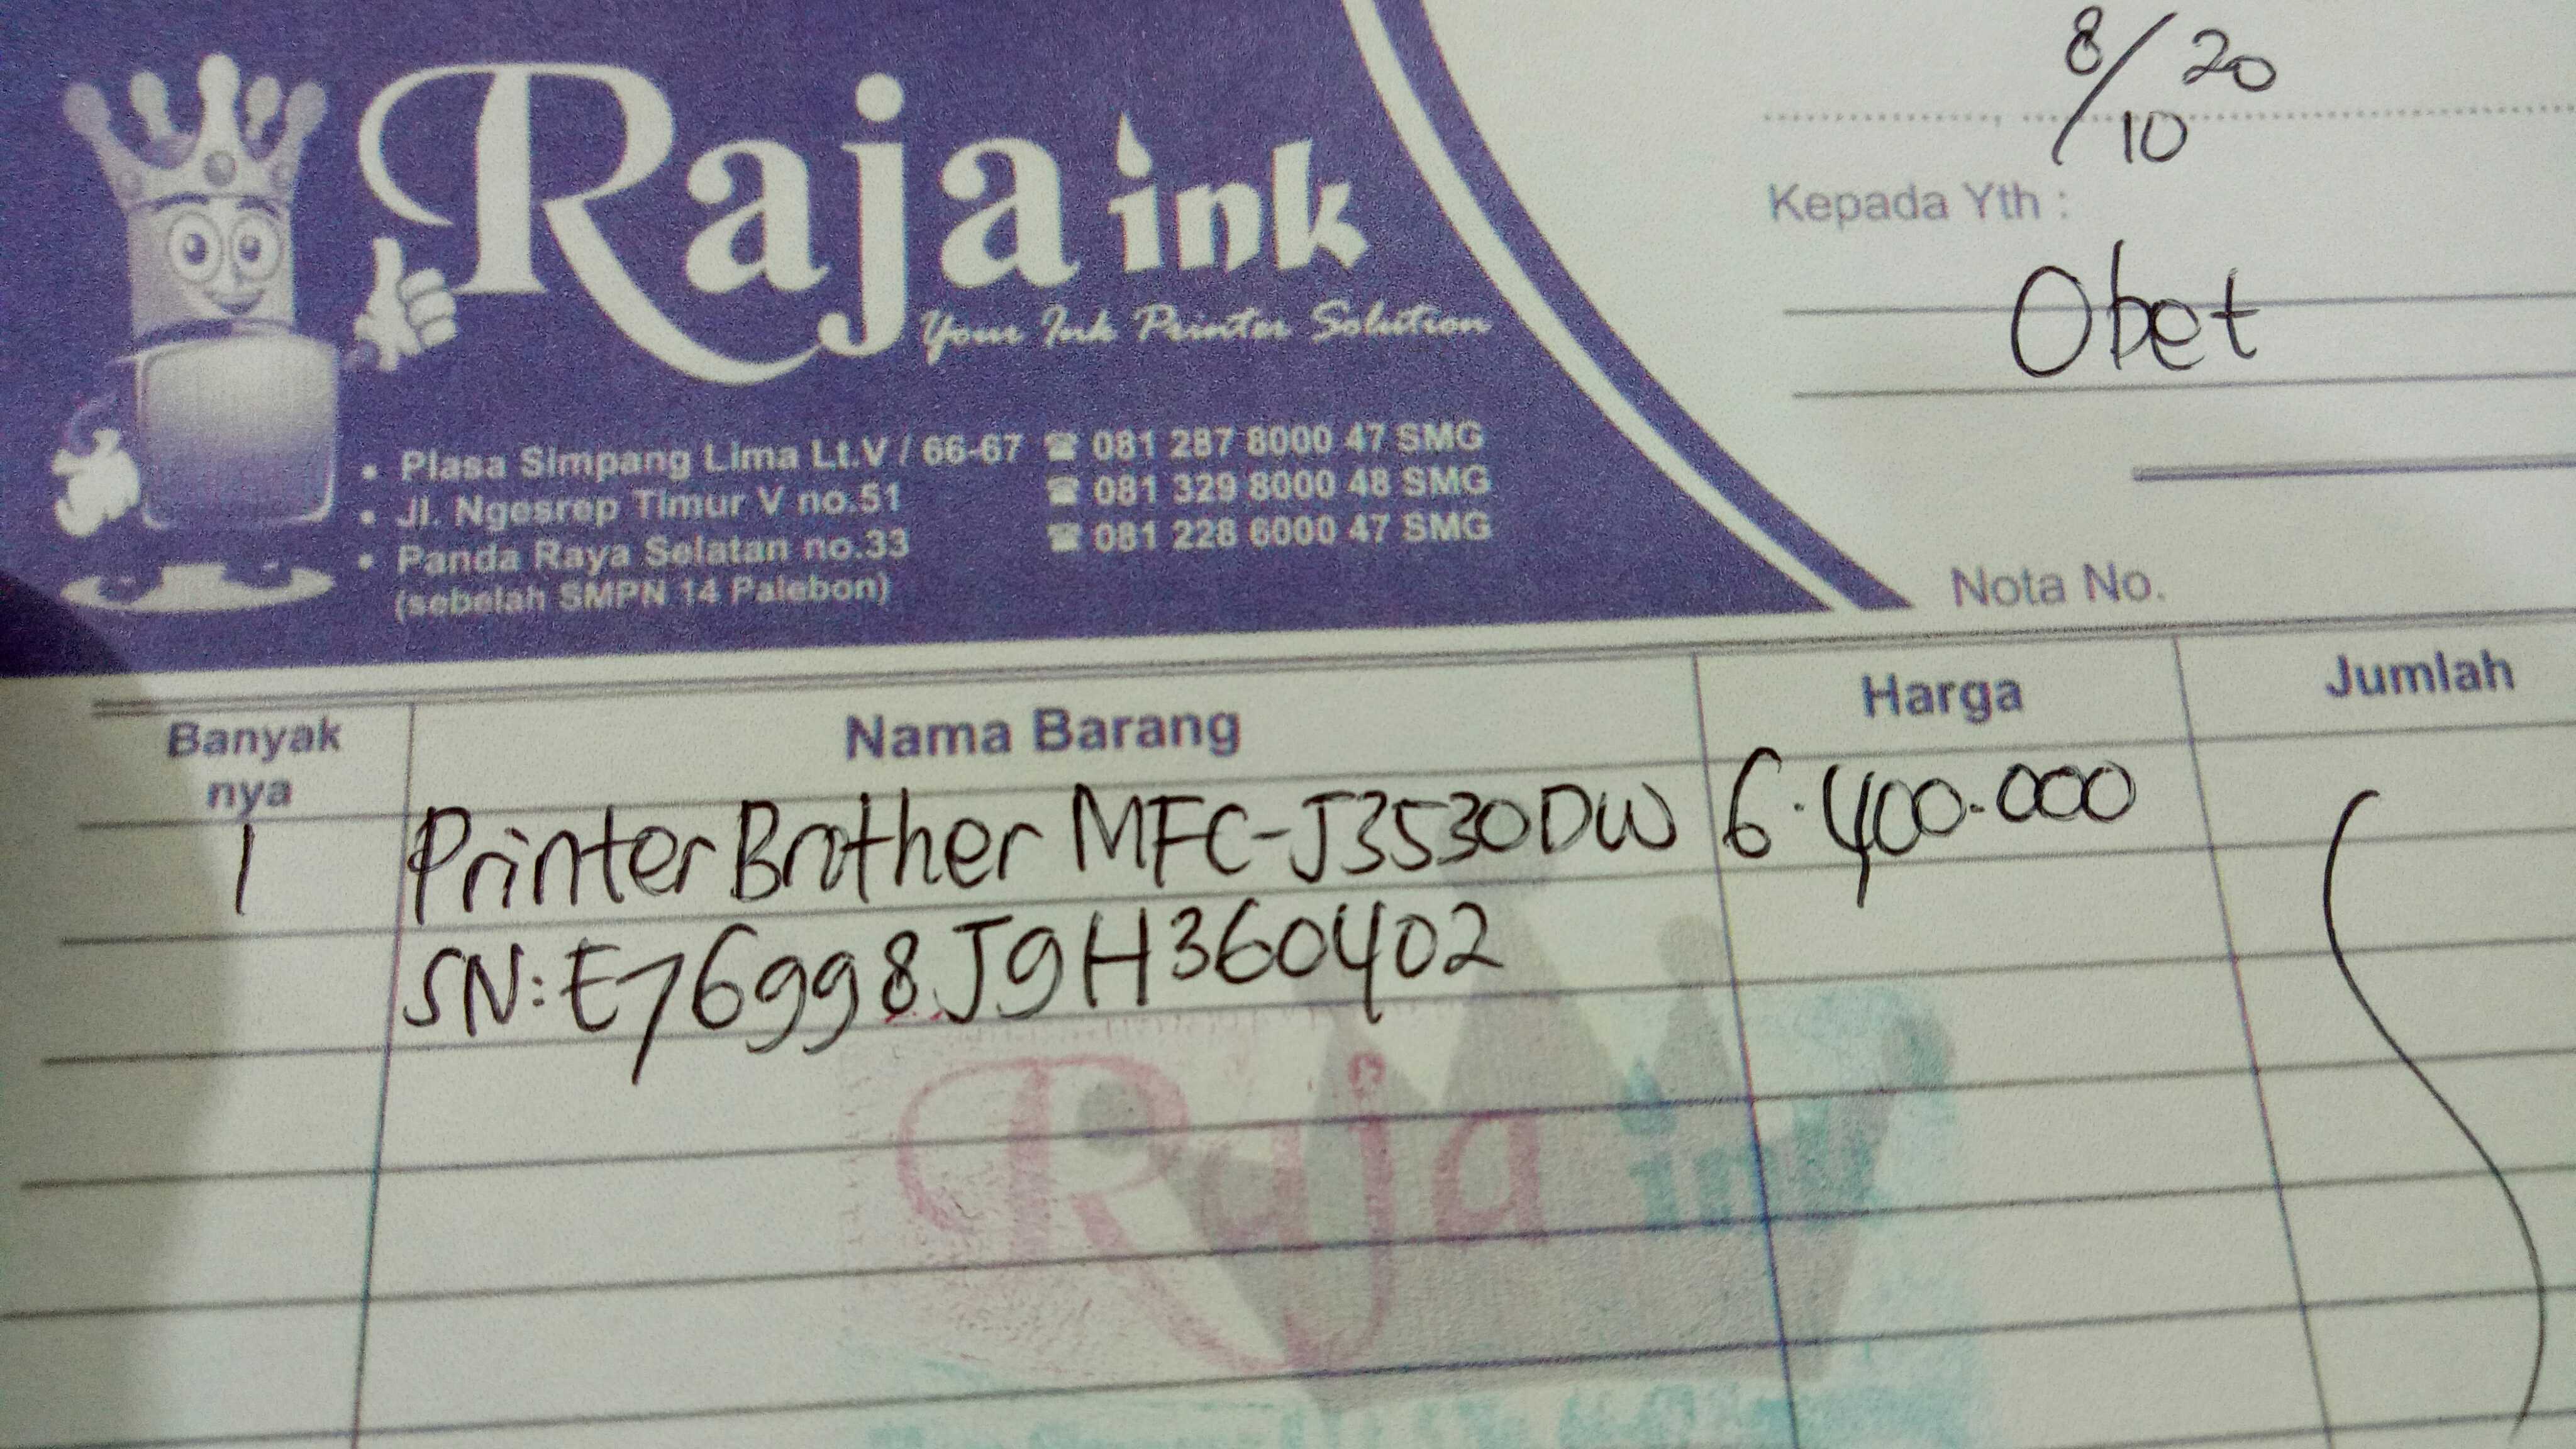 Raja ink
Your Ink Printer Solution
• Plasa Simpang Lima Lt.V / 66-67 ☎ 081 287 8000 47 SMG
• Jl. Ngesrep Timur V no.51 ☎ 081 329 8000 48 SMG
• Panda Raya Selatan no.33 ☎ 081 228 6000 47 SMG
(sebelah SMPN 14 Palebon)
8/10 20
Kepada Yth :
Obet
Nota No.
Banyak nya Nama Barang Harga Jumlah
1 Printer Brother MFC-J3530DW 6.400.000
SN: E76998J9H360402
Raja ink